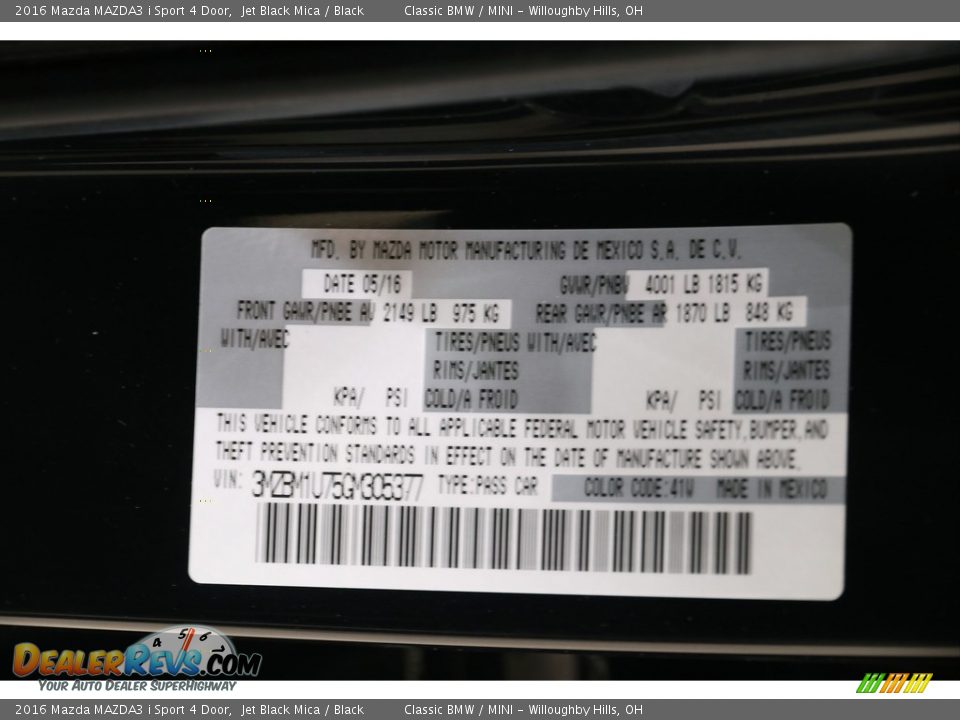 2016 Mazda MAZDA3 i Sport 4 Door, Jet Black Mica / Black Classic BMW / MINI - Willoughby Hills, OH
MFD. BY MAZDA MOTOR MANUFACTURING DE MEXICO S.A. DE C.V.
DATE 05/16 GVWR/PNBV 4001 LB 1815 KG
FRONT GAWR/PNBE AV 2149 LB 975 KG REAR GAWR/PNBE AR 1870 LB 848 KG
WITH/AVEC TIRES/PNEUS WITH/AVEC TIRES/PNEUS
RIMS/JANTES RIMS/JANTES
KPA/ PSI COLD/A FROID KPA/ PSI COLD/A FROID
THIS VEHICLE CONFORMS TO ALL APPLICABLE FEDERAL MOTOR VEHICLE SAFETY, BUMPER, AND
THEFT PREVENTION STANDARDS IN EFFECT ON THE DATE OF MANUFACTURE SHOWN ABOVE.
VIN: 3MZBM1U75GM305377 TYPE: PASS CAR COLOR CODE: 41W MADE IN MEXICO
4 5 6
DEALERREVS.COM
YOUR AUTO DEALER SUPERHIGHWAY
2016 Mazda MAZDA3 i Sport 4 Door, Jet Black Mica / Black Classic BMW / MINI - Willoughby Hills, OH